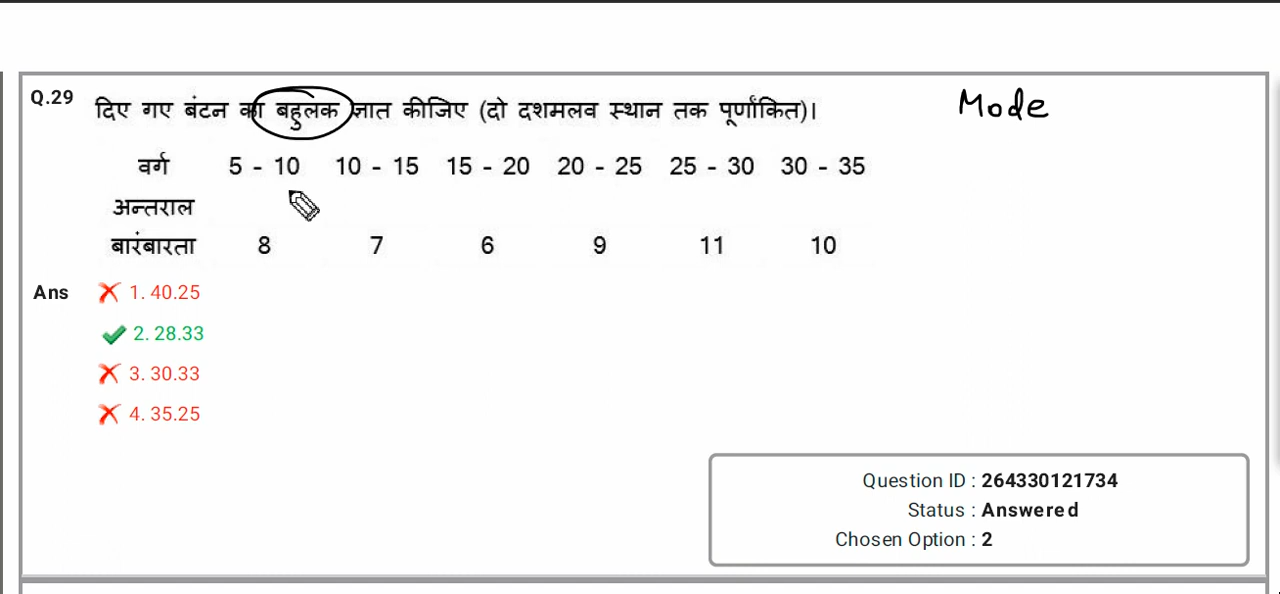 Q.29 दिए गए बंटन का बहुलक ज्ञात कीजिए (दो दशमलव स्थान तक पूर्णांकित)। Mode
वर्ग 5 - 10 10 - 15 15 - 20 20 - 25 25 - 30 30 - 35
अन्तराल
बारंबारता 8 7 6 9 11 10
Ans 1. 40.25
2. 28.33
3. 30.33
4. 35.25
Question ID : 264330121734
Status : Answered
Chosen Option : 2